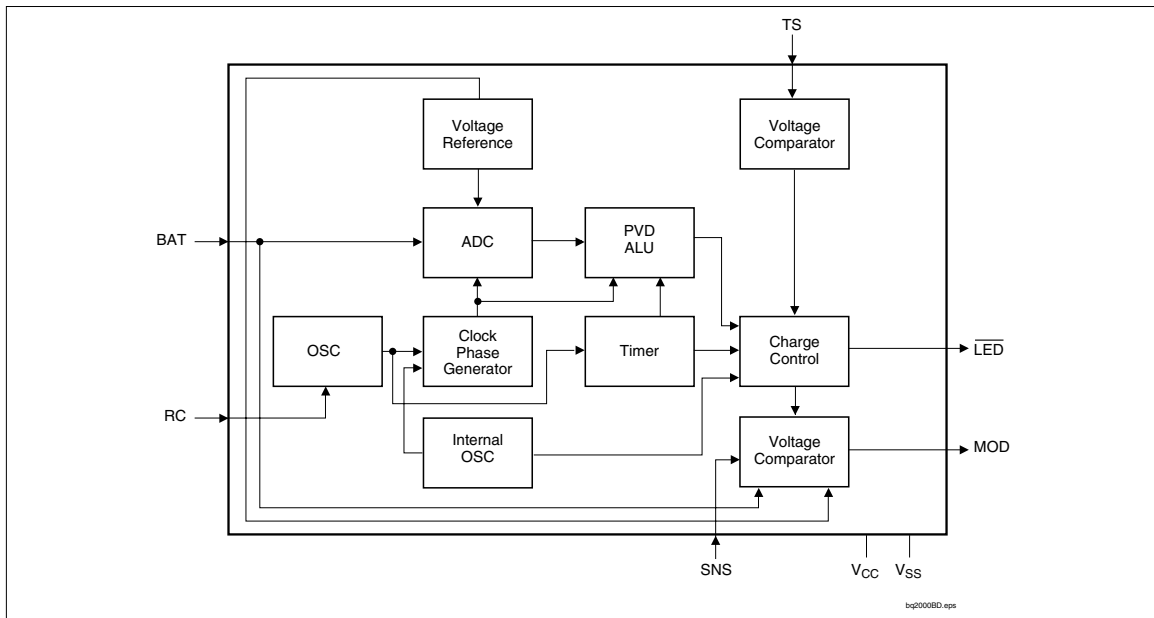 TS
Voltage
Reference
Voltage
Comparator
BAT
ADC
PVD
ALU
OSC
Clock
Phase
Generator
Timer
Charge
Control
LED
RC
Internal
OSC
Voltage
Comparator
MOD
SNS
VCC
VSS
bq2000BD.eps